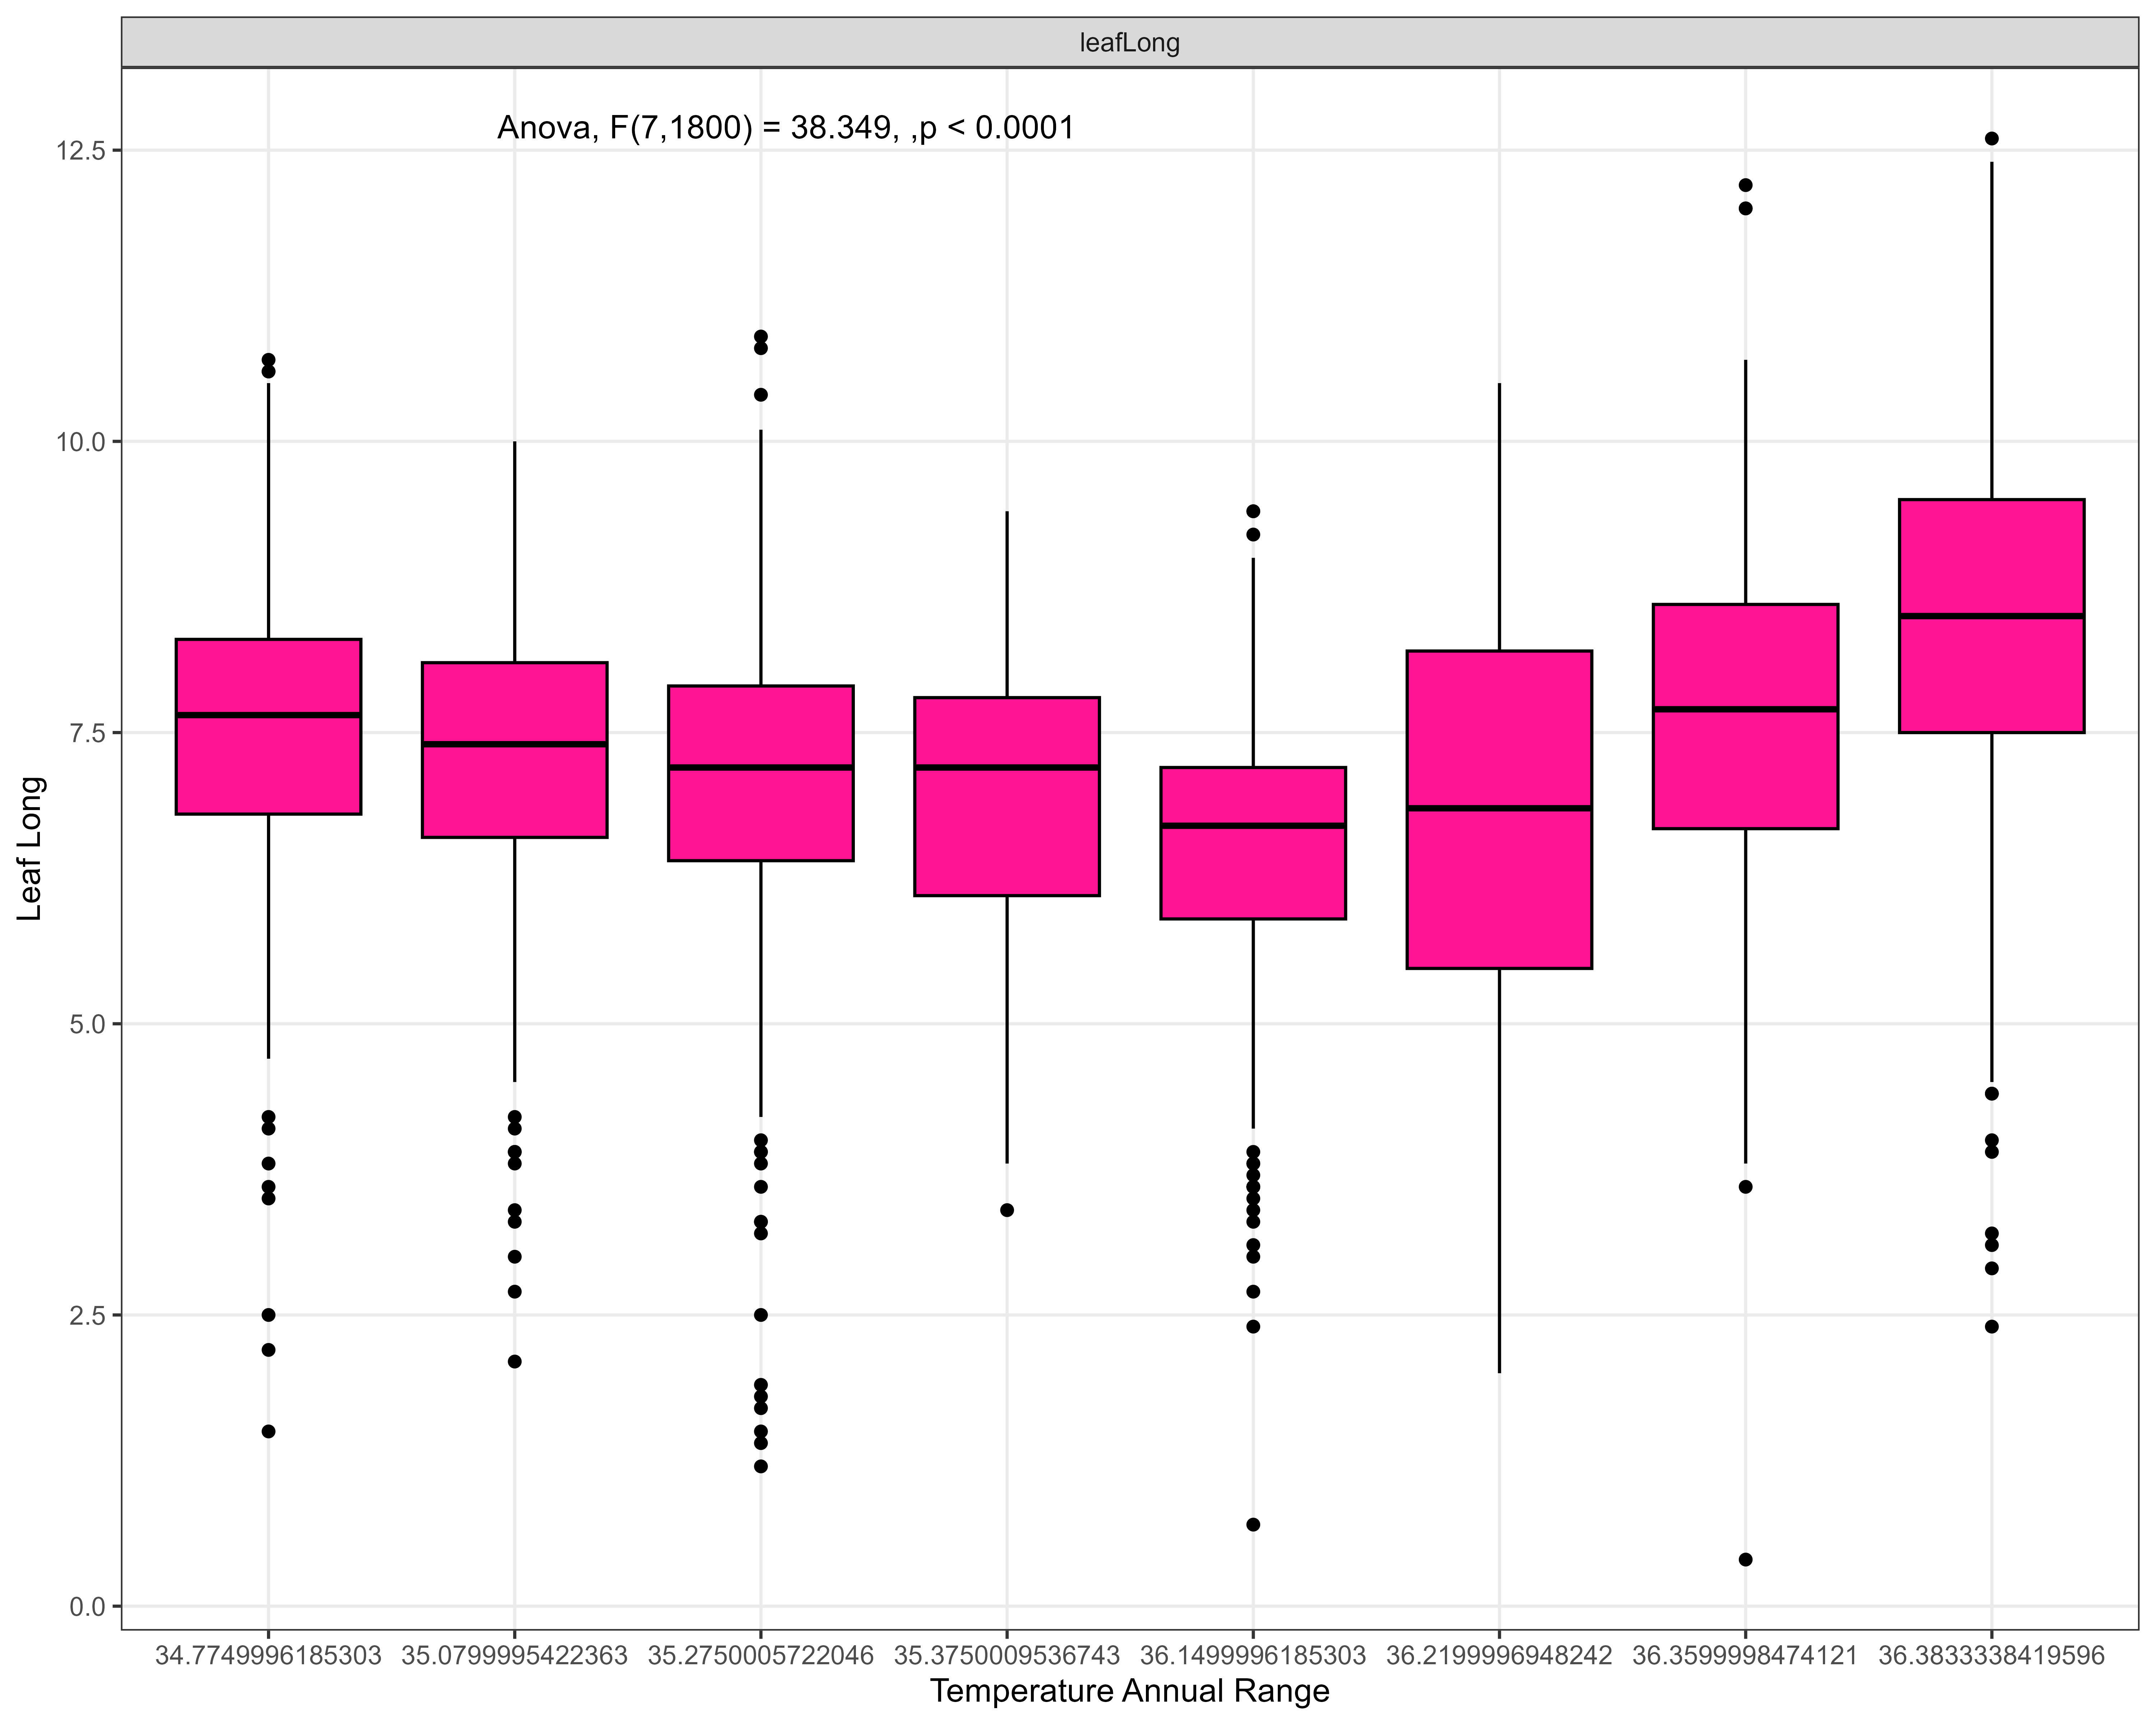 leafLong
Anova, F(7,1800) = 38.349, ,p < 0.0001
12.5
10.0
7.5
5.0
2.5
0.0
Leaf Long
34.7749996185303 35.0799995422363 35.2750005722046 35.3750009536743 36.1499996185303 36.2199996948242 36.3599998474121 36.3833338419596
Temperature Annual Range